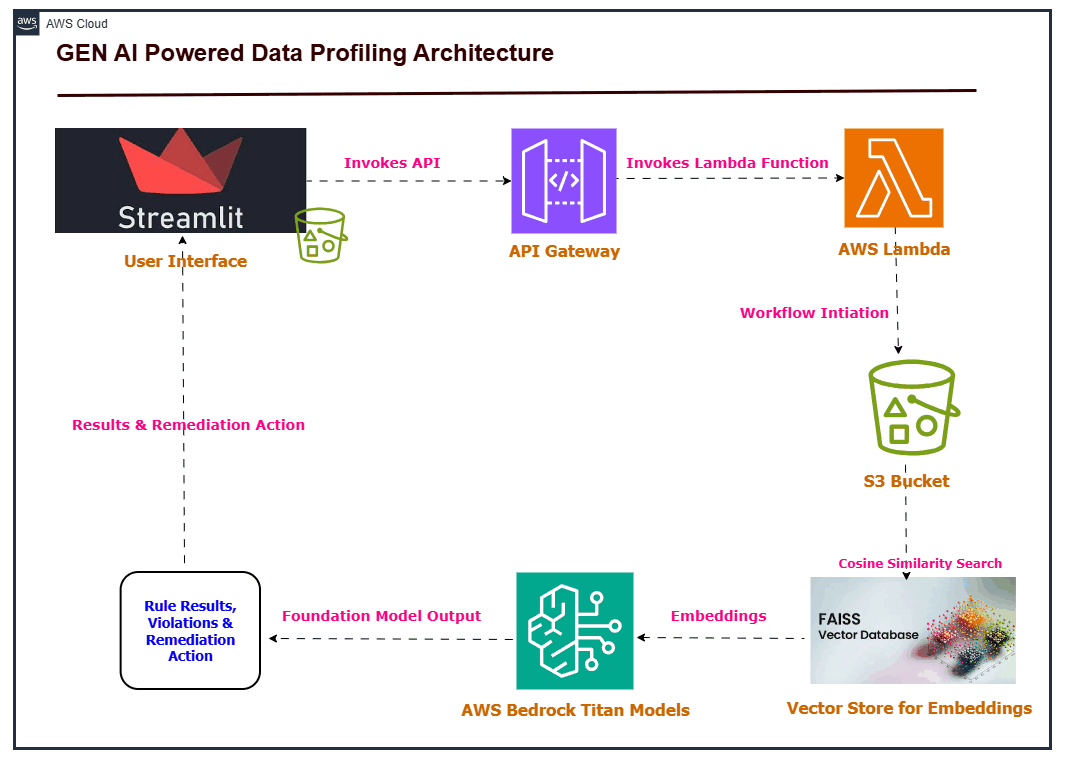 aws
AWS Cloud
GEN AI Powered Data Profiling Architecture
Streamlit
User Interface
Invokes API
API Gateway
Invokes Lambda Function
AWS Lambda
Workflow Intiation
S3 Bucket
Cosine Similarity Search
FAISS
Vector Database
Vector Store for Embeddings
Embeddings
AWS Bedrock Titan Models
Foundation Model Output
Rule Results,
Violations &
Remediation
Action
Results & Remediation Action